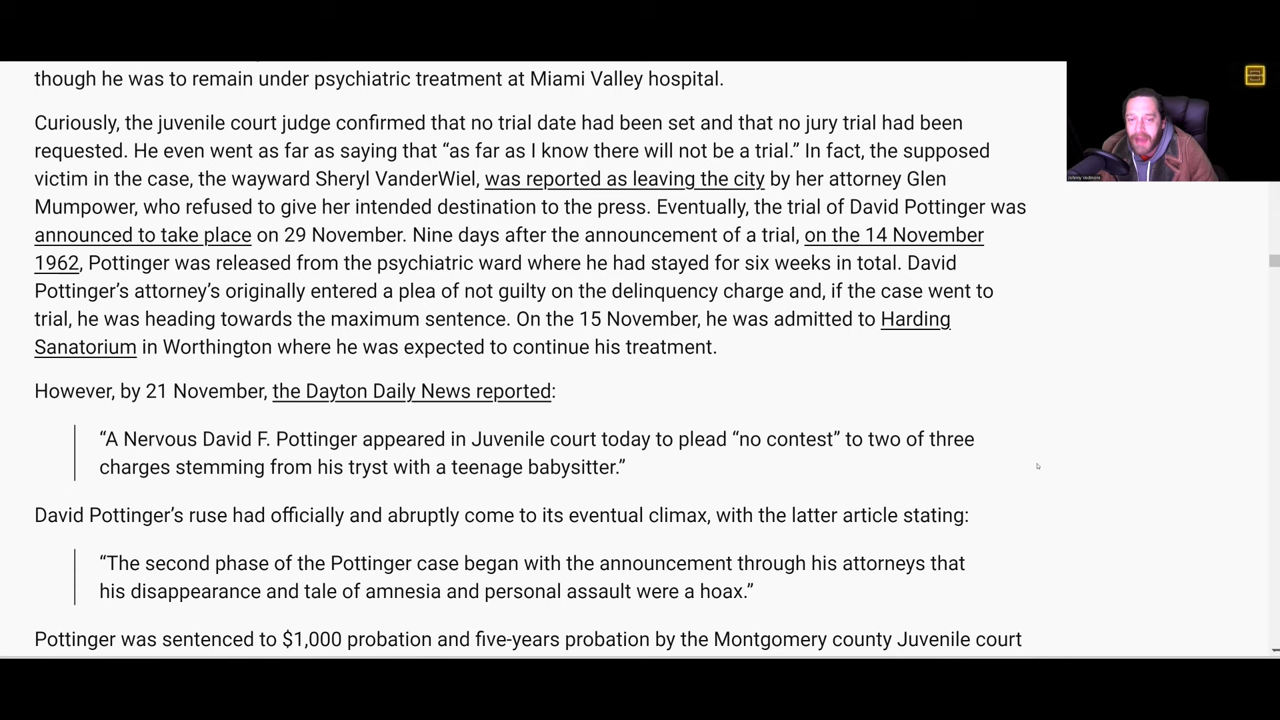 though he was to remain under psychiatric treatment at Miami Valley hospital.
Curiously, the juvenile court judge confirmed that no trial date had been set and that no jury trial had been
requested. He even went as far as saying that “as far as I know there will not be a trial.” In fact, the supposed
victim in the case, the wayward Sheryl VanderWiel, was reported as leaving the city by her attorney Glen
Mumpower, who refused to give her intended destination to the press. Eventually, the trial of David Pottinger was
announced to take place on 29 November. Nine days after the announcement of a trial, on the 14 November
1962, Pottinger was released from the psychiatric ward where he had stayed for six weeks in total. David
Pottinger’s attorney’s originally entered a plea of not guilty on the delinquency charge and, if the case went to
trial, he was heading towards the maximum sentence. On the 15 November, he was admitted to Harding
Sanatorium in Worthington where he was expected to continue his treatment.
However, by 21 November, the Dayton Daily News reported:
“A Nervous David F. Pottinger appeared in Juvenile court today to plead “no contest” to two of three
charges stemming from his tryst with a teenage babysitter.”
David Pottinger’s ruse had officially and abruptly come to its eventual climax, with the latter article stating:
“The second phase of the Pottinger case began with the announcement through his attorneys that
his disappearance and tale of amnesia and personal assault were a hoax.”
Pottinger was sentenced to $1,000 probation and five-years probation by the Montgomery county Juvenile court